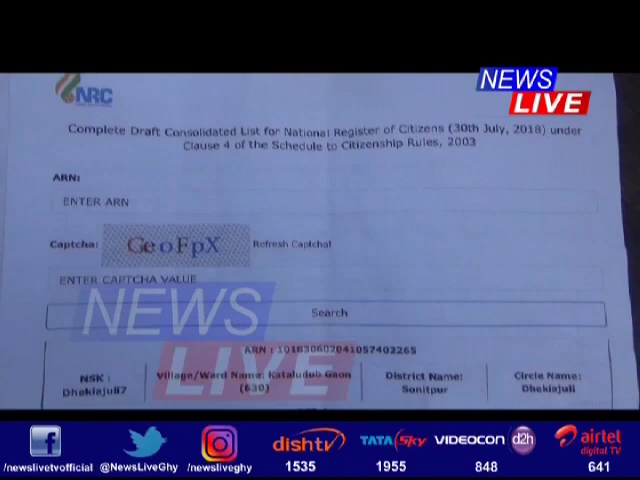 NEWS
LIVE
NRC
Complete Draft Consolidated List for National Register of Citizens (30th July, 2018) under
Clause 4 of the Schedule to Citizenship Rules, 2003
ARN:
ENTER ARN
Captcha: GeoFpX Refresh Captcha!
ENTER CAPTCHA VALUE
NEWS
Search
LIVE
ARN : 101830607041057402265
NSK : Village/Ward Name: Kataludub Gaon District Name: Circle Name:
Dhekiajuli7 (630) Sonitpur Dhekiajuli
dishtv TATA Sky VIDEOCON d2h airtel
digital TV
/newslivetvofficial @NewsLiveGhy /newsliveghy 1535 1955 848 641